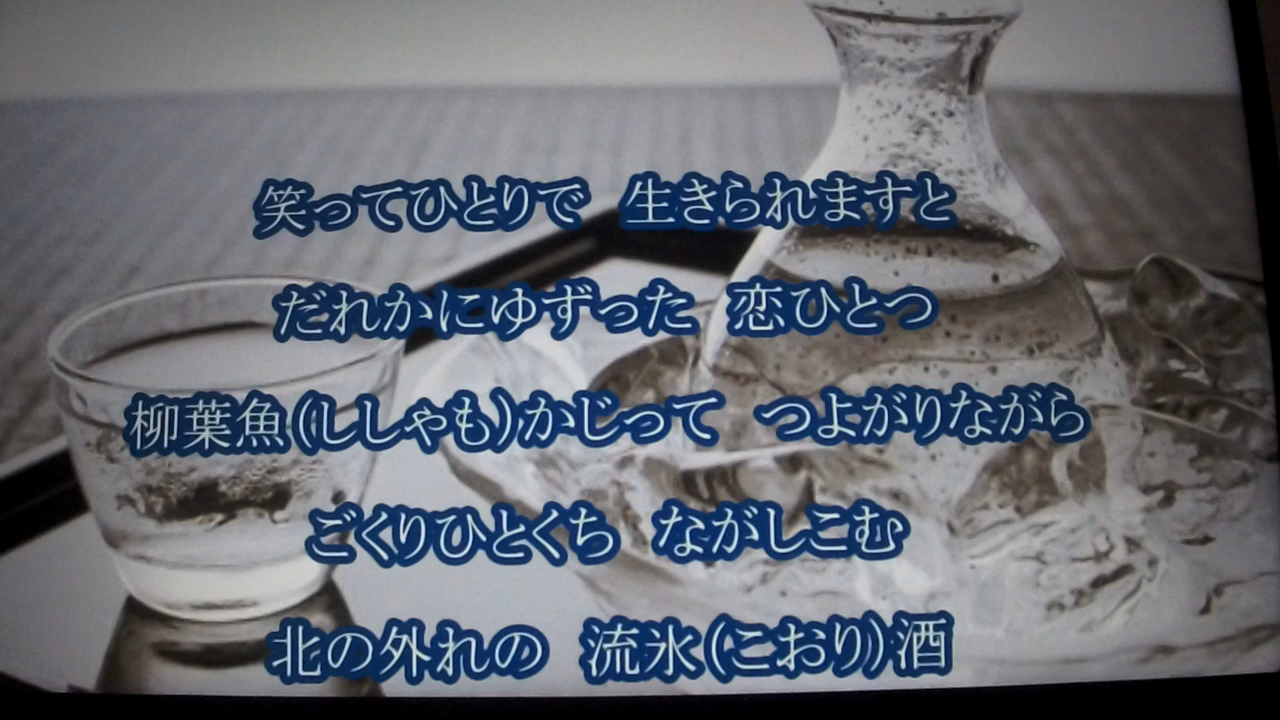 笑ってひとりで 生きられますと
だれかにゆずった 恋ひとつ
柳葉魚(ししゃも)かじって つよがりながら
ごくりひとくち ながしこむ
北の外れの 流氷(こおり)酒